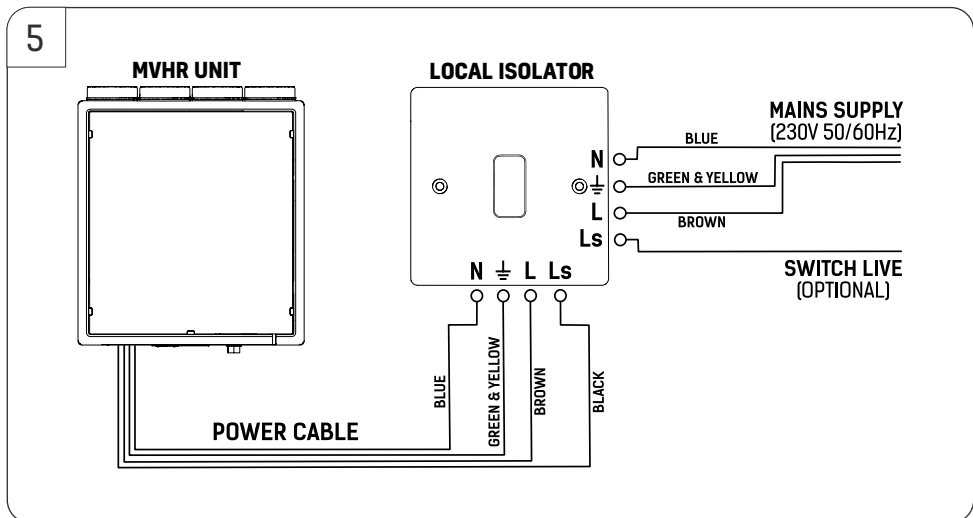 5
MVHR UNIT
LOCAL ISOLATOR
MAINS SUPPLY
(230V 50/60Hz)
BLUE
N
GREEN & YELLOW
⏚
L
BROWN
Ls
SWITCH LIVE
(OPTIONAL)
N ⏚ L Ls
BLUE
GREEN & YELLOW
BROWN
BLACK
POWER CABLE